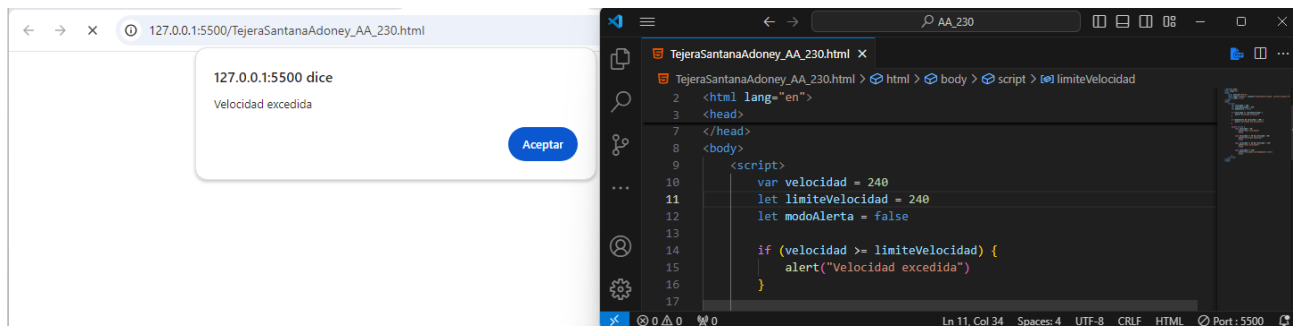 127.0.0.1:5500/TejeraSantanaAdoney_AA_230.html
127.0.0.1:5500 dice
Velocidad excedida
Aceptar
AA_230
TejeraSantanaAdoney_AA_230.html
TejeraSantanaAdoney_AA_230.html > html > body > script > limiteVelocidad
2 <html lang="en">
3 <head>
7 </head>
8 <body>
9 <script>
10 var velocidad = 240
11 let limiteVelocidad = 240
12 let modoAlerta = false
13
14 if (velocidad >= limiteVelocidad) {
15 alert("Velocidad excedida")
16 }
17
0 0 0 Ln 11, Col 34 Spaces: 4 UTF-8 CRLF HTML Port : 5500